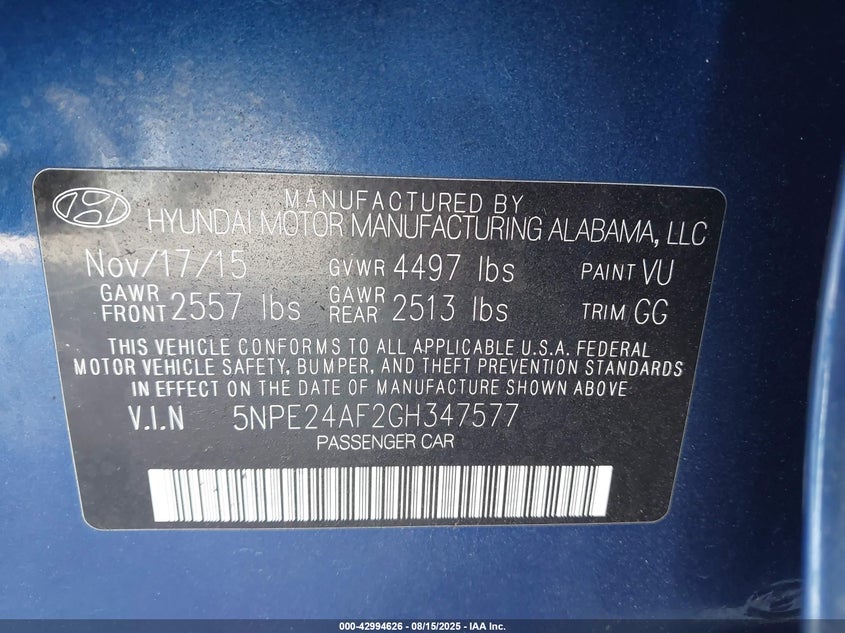 MANUFACTURED BY
HYUNDAI MOTOR MANUFACTURING ALABAMA, LLC
Nov/17/15 GVWR 4497 lbs PAINT VU
GAWR FRONT 2557 lbs GAWR REAR 2513 lbs TRIM GG
THIS VEHICLE CONFORMS TO ALL APPLICABLE U.S.A. FEDERAL
MOTOR VEHICLE SAFETY, BUMPER, AND THEFT PREVENTION STANDARDS
IN EFFECT ON THE DATE OF MANUFACTURE SHOWN ABOVE
V.I.N 5NPE24AF2GH347577
PASSENGER CAR
000-42994626 - 08/15/2025 - IAA Inc.